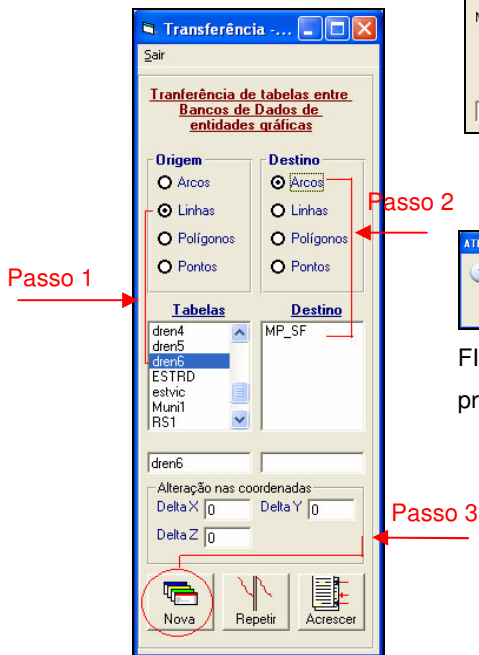 Transferência -...
Sair
Tranferência de tabelas entre
Bancos de Dados de
entidades gráficas
Origem
Destino
Arcos
Arcos
Linhas
Linhas
Polígonos
Polígonos
Pontos
Pontos
Passo 2
Passo 1
Tabelas
Destino
dren4
MP_SF
dren5
dren6
ESTRD
estvic
Muni1
RS1
dren6
Alteração nas coordenadas
Delta X 0
Delta Y 0
Delta Z 0
Passo 3
Nova
Repetir
Acrescer